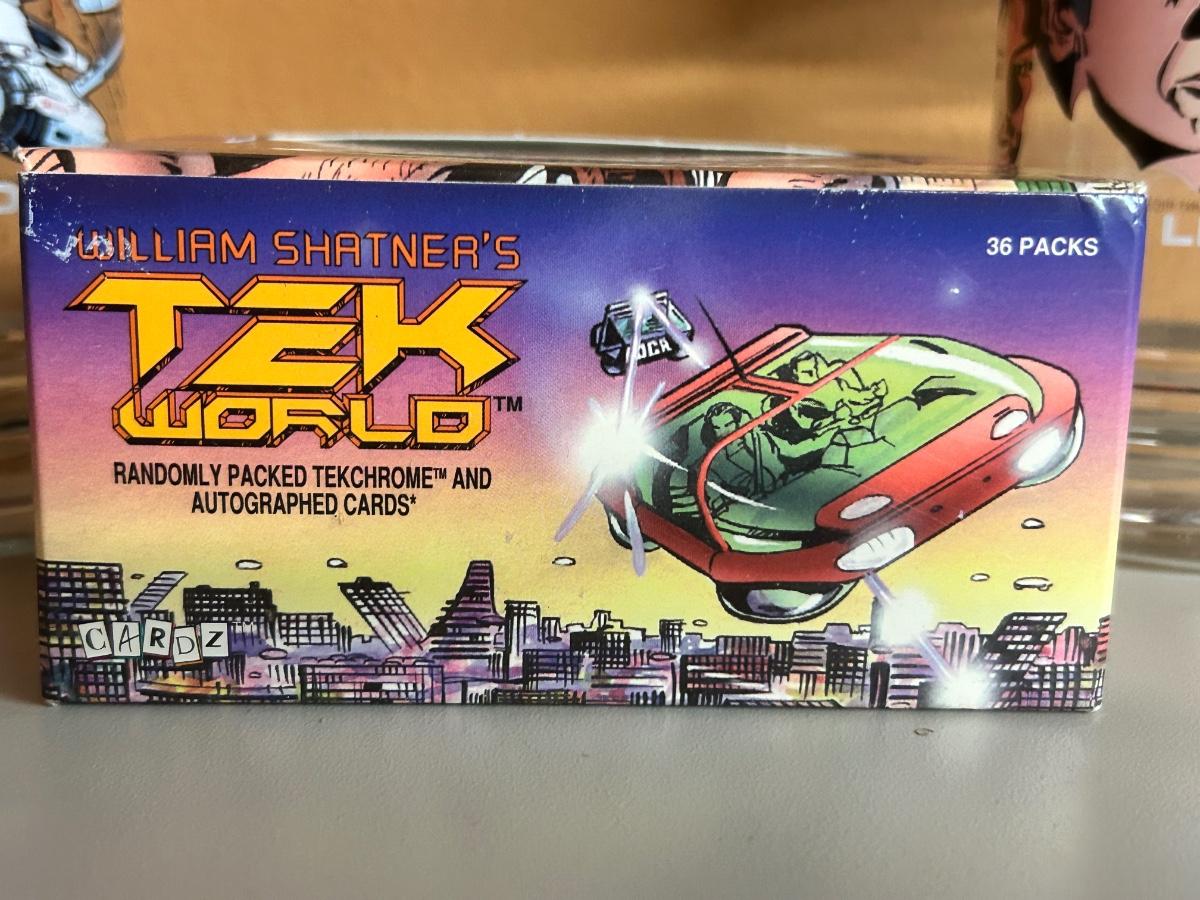 WILLIAM SHATNER'S
TEK
WORLD™
RANDOMLY PACKED TEKCHROME™ AND
AUTOGRAPHED CARDS*
36 PACKS
CARDZ